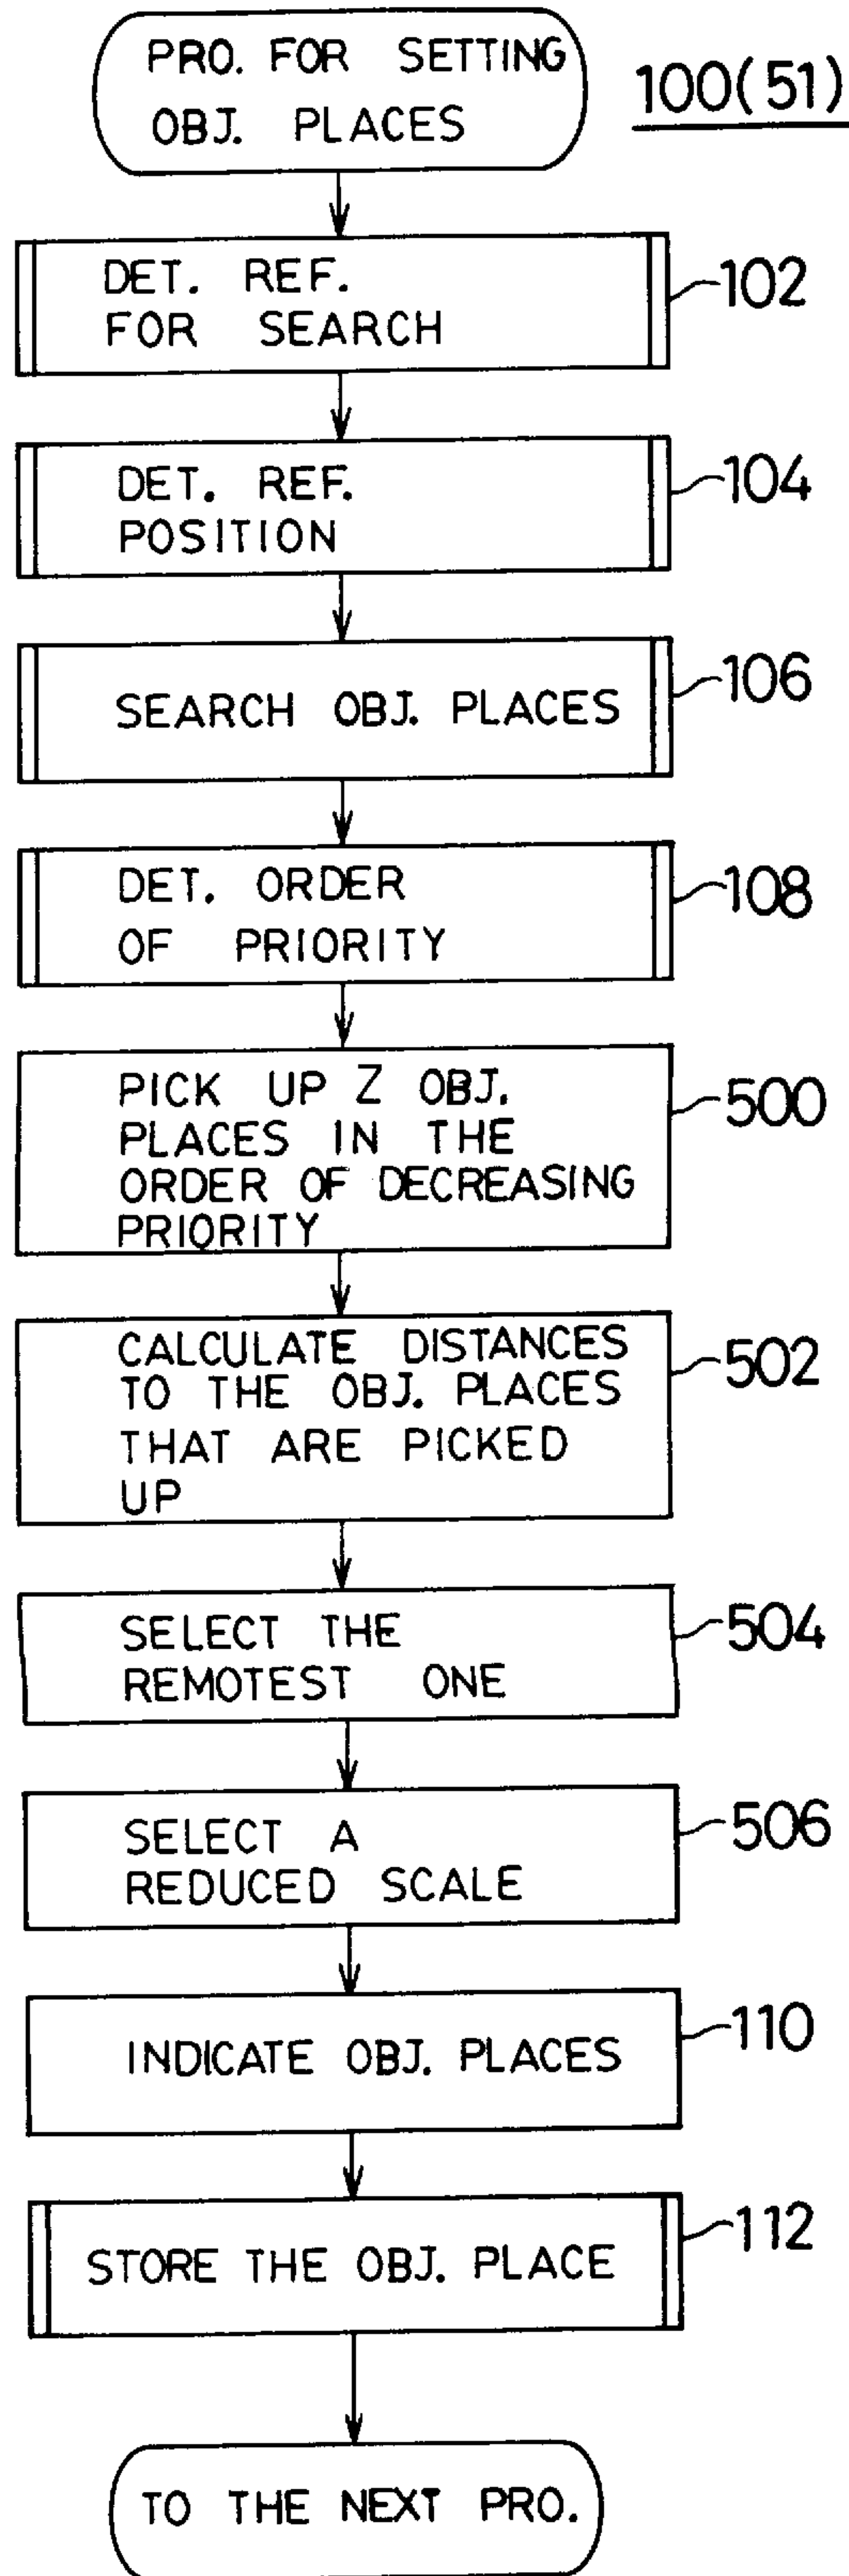 PRO. FOR SETTING
OBJ. PLACES
100(51)
DET. REF.
FOR SEARCH
102
DET. REF.
POSITION
104
SEARCH OBJ. PLACES
106
DET. ORDER
OF PRIORITY
108
PICK UP Z OBJ.
PLACES IN THE
ORDER OF DECREASING
PRIORITY
500
CALCULATE DISTANCES
TO THE OBJ. PLACES
THAT ARE PICKED
UP
502
SELECT THE
REMOTEST ONE
504
SELECT A
REDUCED SCALE
506
INDICATE OBJ. PLACES
110
STORE THE OBJ. PLACE
112
TO THE NEXT PRO.